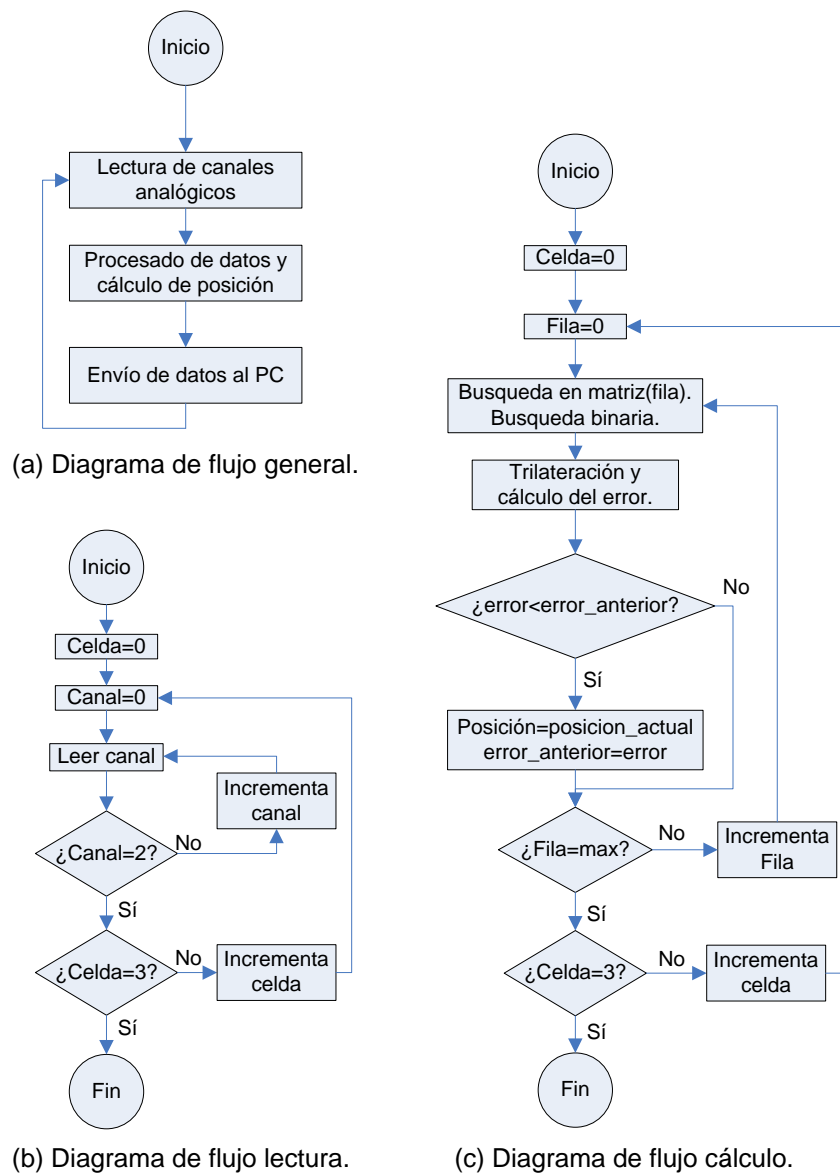 Inicio
Lectura de canales
analógicos
Procesado de datos y
cálculo de posición
Envío de datos al PC
(a) Diagrama de flujo general.
Inicio
Celda=0
Canal=0
Leer canal
Incrementa
canal
¿Canal=2?
No
Sí
¿Celda=3?
No
Incrementa
celda
Sí
Fin
(b) Diagrama de flujo lectura.
Inicio
Celda=0
Fila=0
Busqueda en matriz(fila).
Busqueda binaria.
Trilateración y
cálculo del error.
¿error<error_anterior?
No
Sí
Posición=posicion_actual
error_anterior=error
¿Fila=max?
No
Incrementa
Fila
Sí
¿Celda=3?
No
Incrementa
celda
Sí
Fin
(c) Diagrama de flujo cálculo.